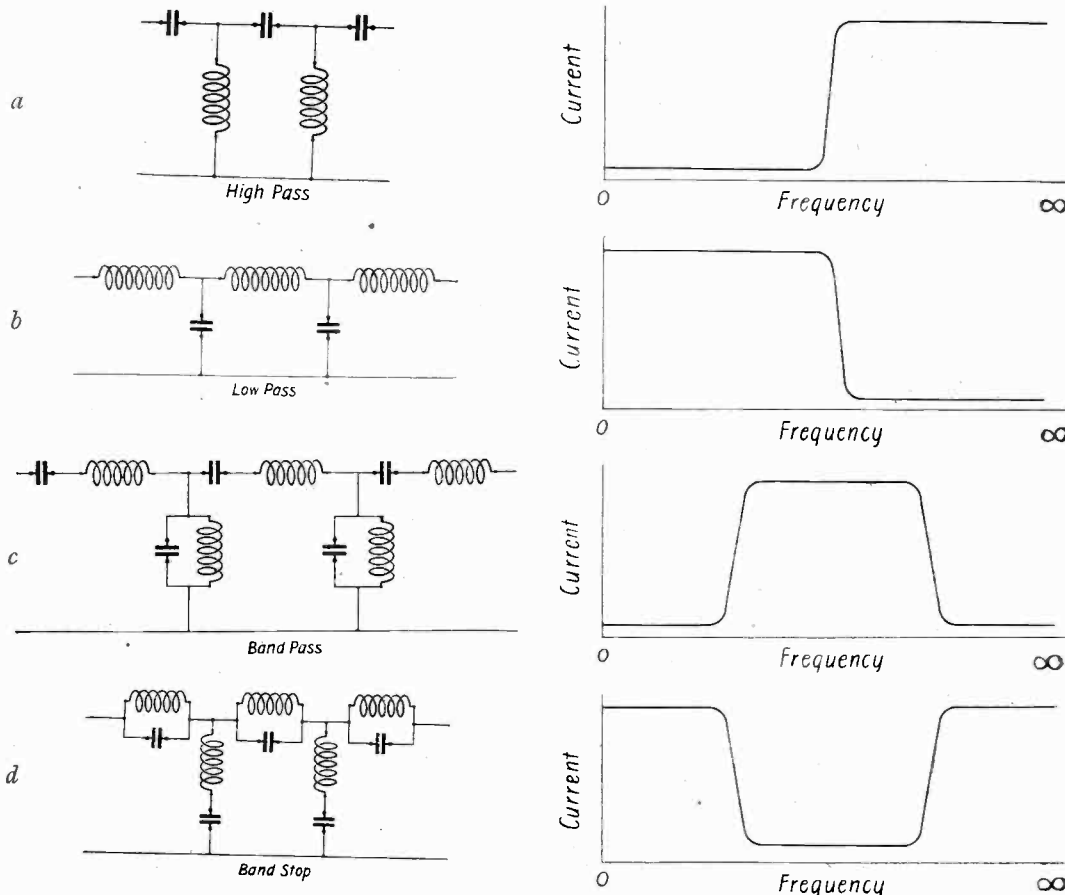 a
High Pass
Current
0 Frequency ∞
b
Low Pass
Current
0 Frequency ∞
c
Band Pass
Current
0 Frequency ∞
d
Band Stop
Current
0 Frequency ∞